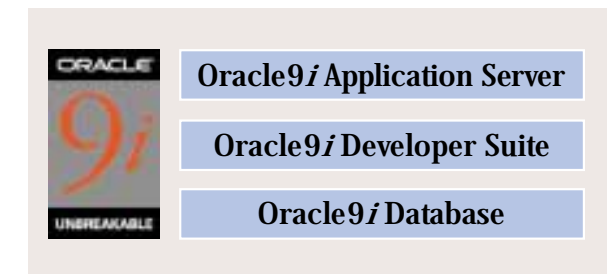 ORACLE
9i
UNBREAKABLE
Oracle9i Application Server
Oracle9i Developer Suite
Oracle9i Database